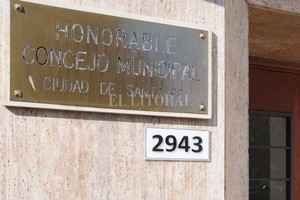 HONORABLE
CONCEJO MUNICIPAL
CIUDAD DE SANTA FE
EL LITORAL
2943